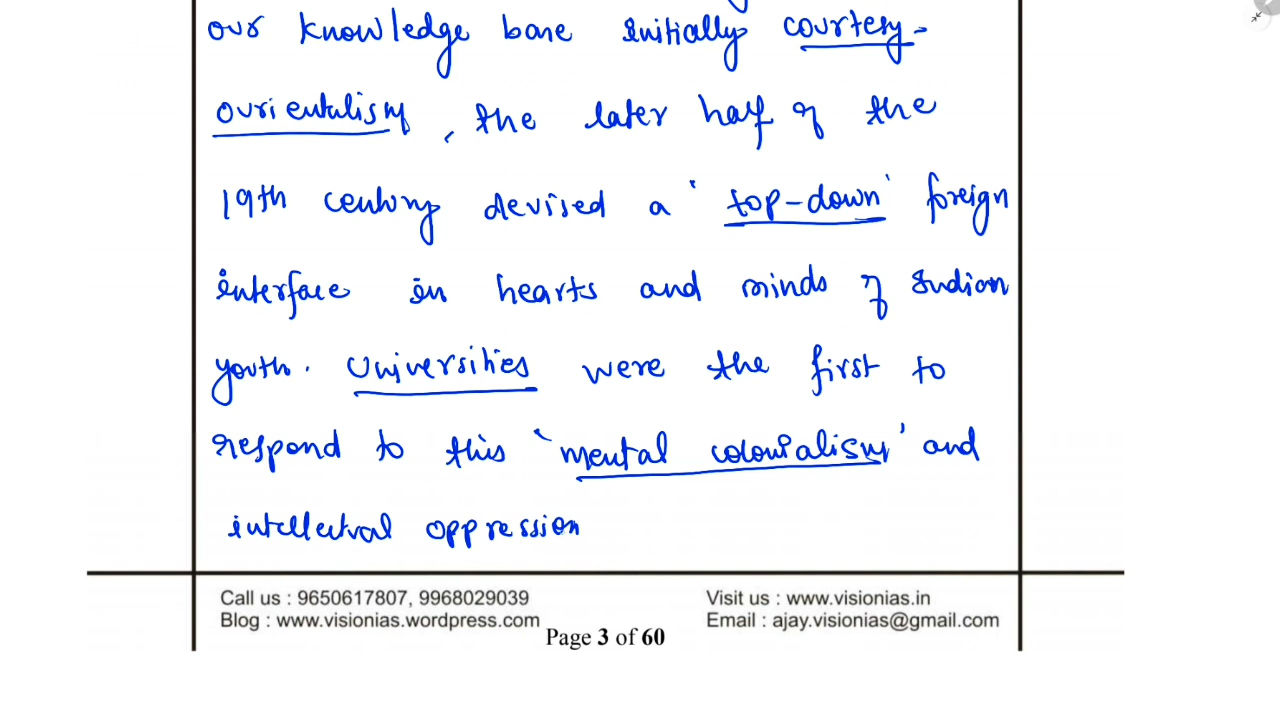 our knowledge base initially courtesy-
ourientalism, the later half of the
19th century devised a 'top-down' foreign
interface in hearts and minds of Indian
youth. Universities were the first to
respond to this 'mental colonialism' and
intellectual oppression
Call us : 9650617807, 9968029039
Visit us : www.visionias.in
Blog : www.visionias.wordpress.com
Email : ajay.visionias@gmail.com
Page 3 of 60